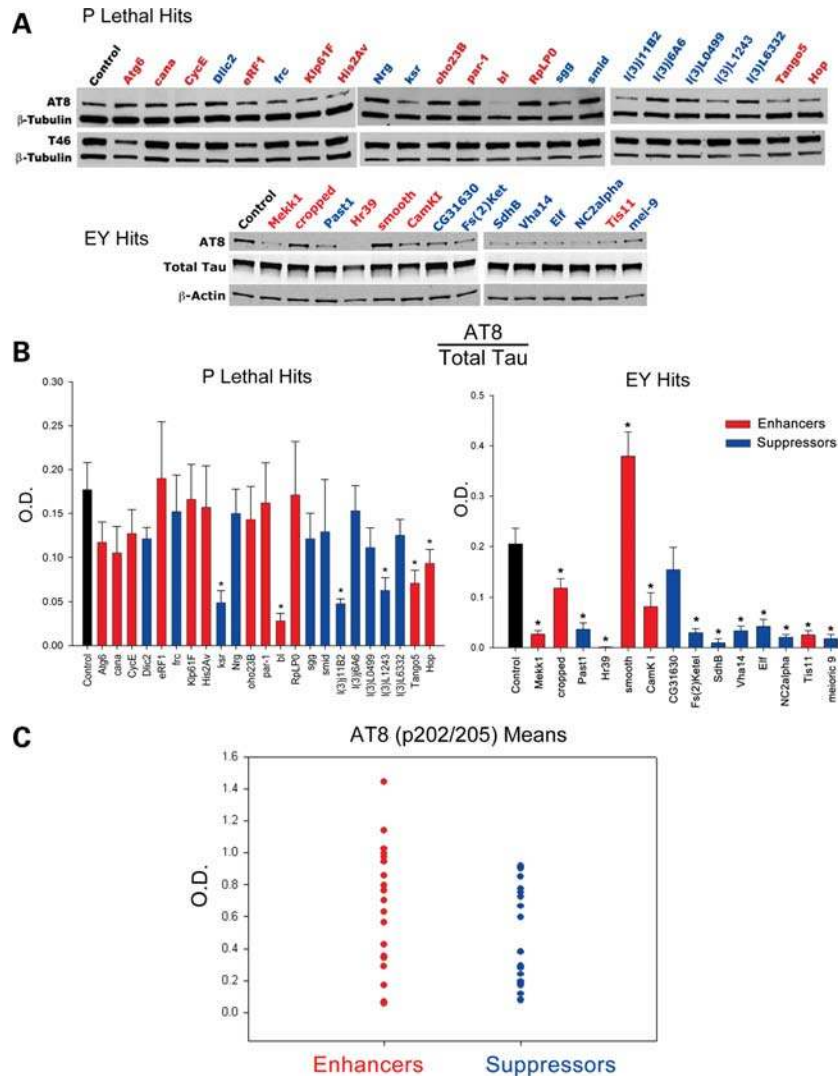 A
P Lethal Hits
Control Atg6 cana CycE Dlic2 eRF1 frc Klp61F His2Av Nrg ksr oho23B par-1 bl RpLP0 sgg smid l(3)j11B2 l(3)j6A6 l(3)L0499 l(3)L1243 l(3)L6332 Tango5 Hop
AT8
β-Tubulin
T46
β-Tubulin
Control Mekk1 cropped Past1 Hr39 smooth CamKI CG31630 Fs(2)Ket SdhB Vha14 Elf NC2alpha Tis11 mei-9
EY Hits
AT8
Total Tau
β-Actin
B
AT8
Total Tau
P Lethal Hits
O.D.
0.30
0.25
0.20
0.15
0.10
0.05
0.00
* * * * * *
Control Atg6 cana CycE Dlic2 eRF1 frc Klp61F His2Av ksr Nrg oho23B par-1 bl RpLP0 sgg smid l(3)j11B2 l(3)j6A6 l(3)L0499 l(3)L1243 l(3)L6332 Tango5 Hop
EY Hits
Enhancers
Suppressors
O.D.
0.5
0.4
0.3
0.2
0.1
0.0
* * * * * * * * * * * * *
Control Mekk1 cropped Past1 Hr39 smooth CamK I CG31630 Fs(2)Ketel SdhB Vha14 Elf NC2alpha Tis11 meioric 9
C
AT8 (p202/205) Means
O.D.
1.6
1.4
1.2
1.0
0.8
0.6
0.4
0.2
0.0
Enhancers Suppressors